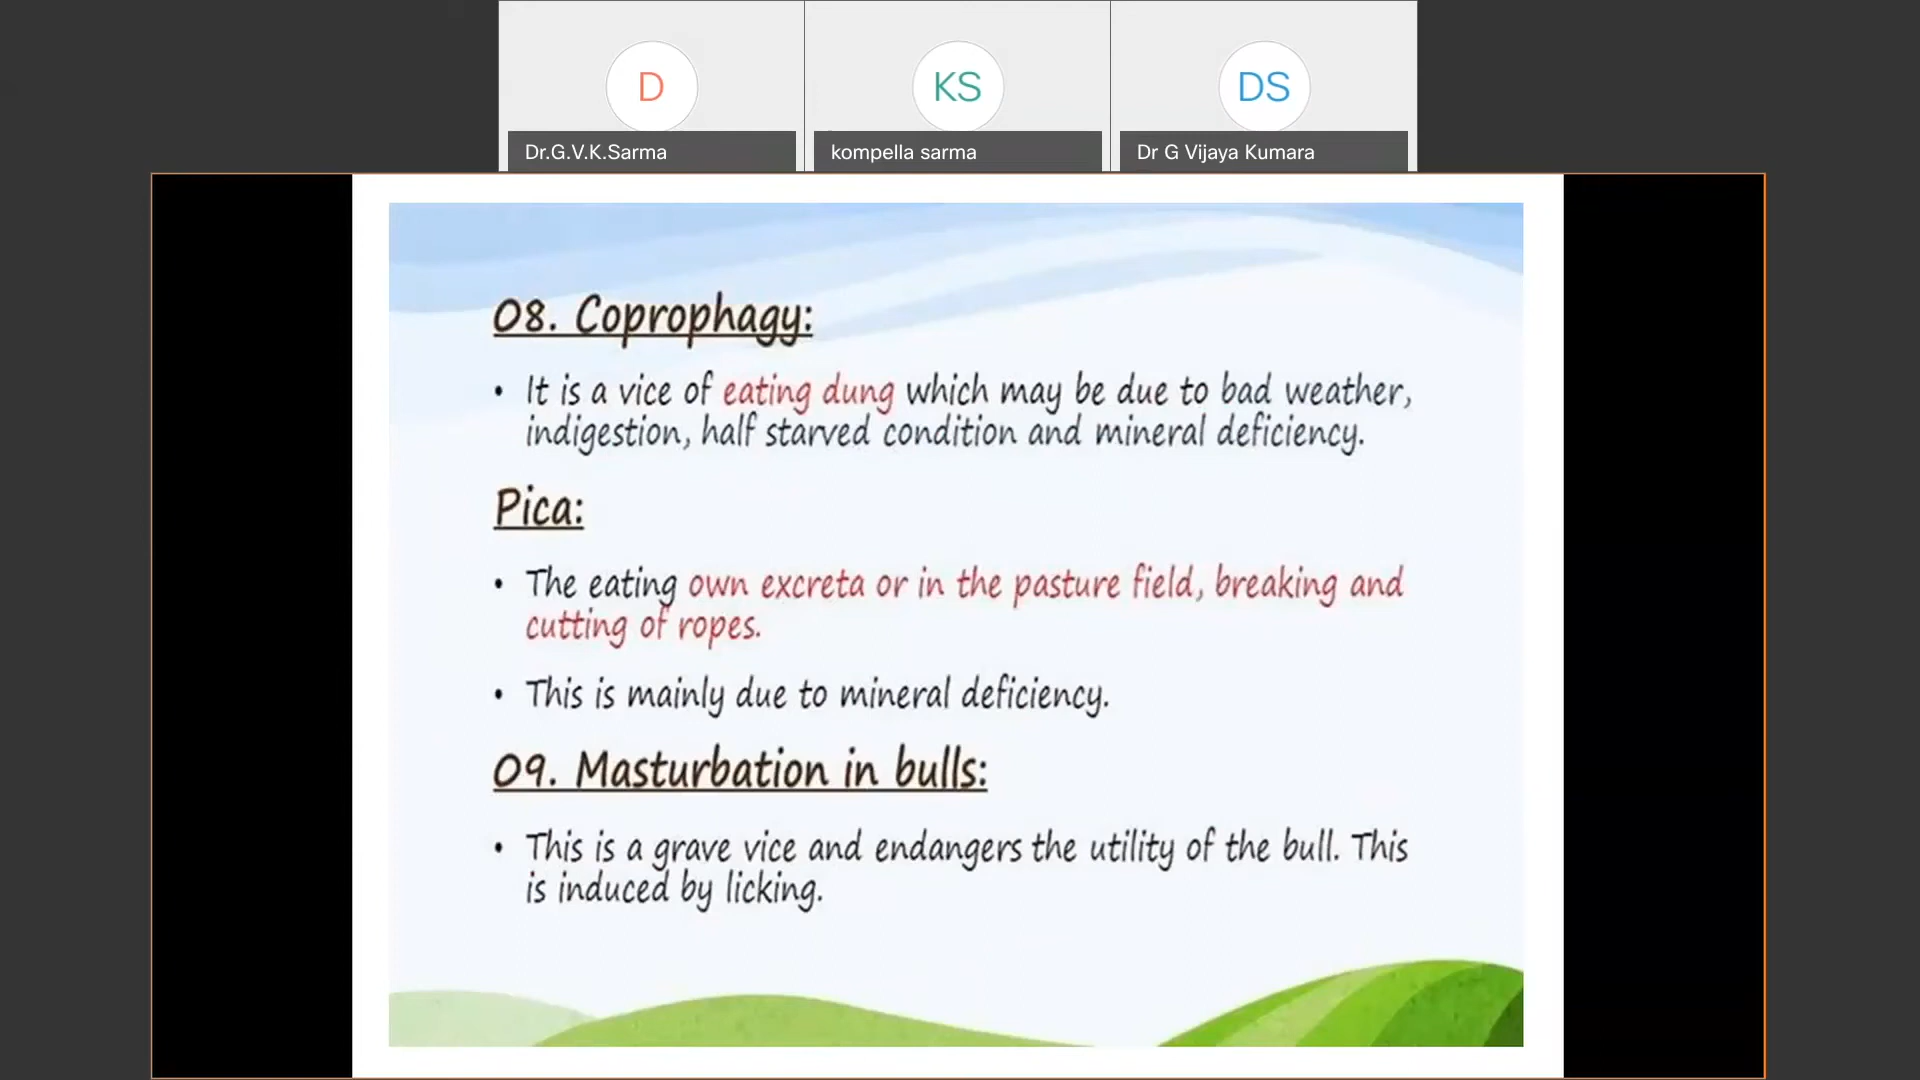 D
KS
DS
Dr.G.V.K.Sarma
kompella sarma
Dr G Vijaya Kumara
08. Coprophagy:
• It is a vice of eating dung which may be due to bad weather,
indigestion, half starved condition and mineral deficiency.
Pica:
• The eating own excreta or in the pasture field, breaking and
cutting of ropes.
• This is mainly due to mineral deficiency.
09. Masturbation in bulls:
• This is a grave vice and endangers the utility of the bull. This
is induced by licking.